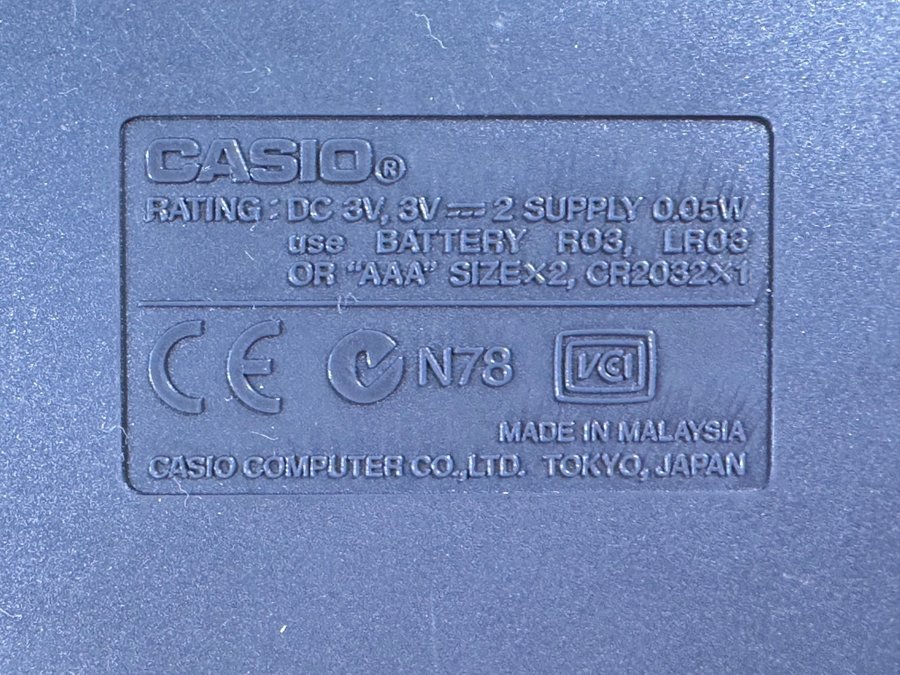 CASIO®
RATING : DC 3V, 3V⎓ 2 SUPPLY 0.05W
use BATTERY R03, LR03
OR "AAA" SIZE×2, CR2032×1
CE N78 VCCI
MADE IN MALAYSIA
CASIO COMPUTER CO.,LTD. TOKYO, JAPAN